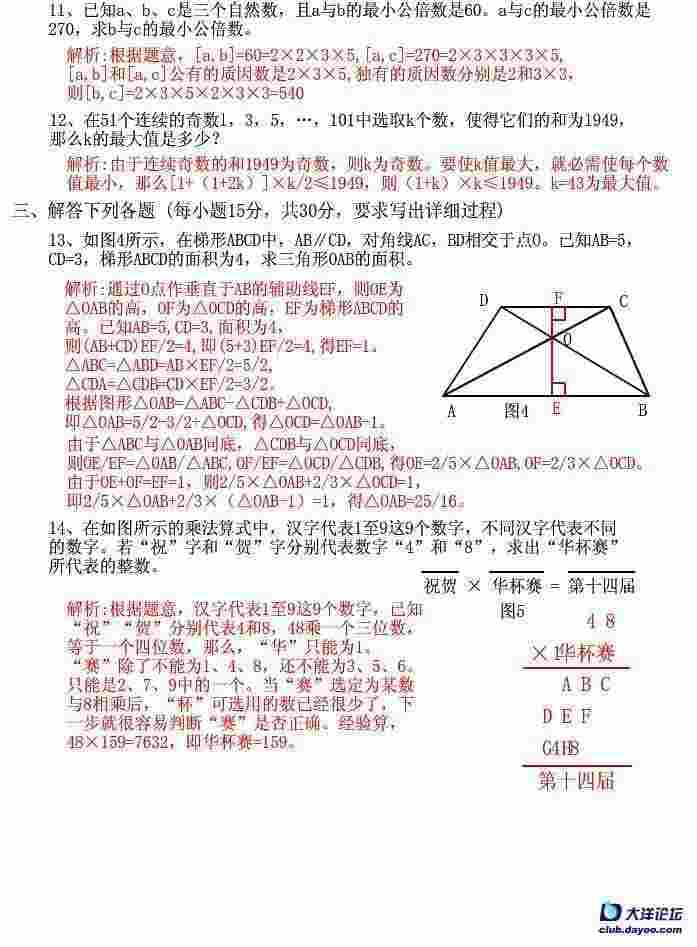 11、已知a、b、c是三个自然数，且a与b的最小公倍数是60。a与c的最小公倍数是
270，求b与c的最小公倍数。
解析:根据题意，[a,b]=60=2×2×3×5,[a,c]=270=2×3×3×3×5,
[a,b]和[a,c]公有的质因数是2×3×5,独有的质因数分别是2和3×3，
则[b,c]=2×3×5×2×3×3=540
12、在51个连续的奇数1，3，5，…，101中选取k个数，使得它们的和为1949，
那么k的最大值是多少？
解析:由于连续奇数的和1949为奇数，则k为奇数。要使k值最大，就必需使每个数
值最小，那么[1+（1+2k）]×k/2≤1949，则（1+k）×k≤1949。k=43为最大值。
三、解答下列各题（每小题15分，共30分，要求写出详细过程）
13、如图4所示，在梯形ABCD中，AB∥CD，对角线AC，BD相交于点O。已知AB=5，
CD=3，梯形ABCD的面积为4，求三角形OAB的面积。
解析:通过O点作垂直于AB的辅助线EF，则OE为
△OAB的高，OF为△OCD的高，EF为梯形ABCD的
高。已知AB=5,CD=3,面积为4，
则(AB+CD)EF/2=4,即(5+3)EF/2=4,得EF=1。
△ABC=△ABD=AB×EF/2=5/2,
△CDA=△CDB=CD×EF/2=3/2。
根据图形△OAB=△ABC-△CDB+△OCD,
即△OAB=5/2-3/2+△OCD,得△OCD=△OAB-1。
由于△ABC与△OAB同底，△CDB与△OCD同底，
则OE/EF=△OAB/△ABC,OF/EF=△OCD/△CDB,得OE=2/5×△OAB,OF=2/3×△OCD。
由于OE+OF=EF=1，则2/5×△OAB+2/3×△OCD=1,
即2/5×△OAB+2/3×（△OAB-1）=1，得△OAB=25/16。
D F C
O
A 图4 E B
14、在如图所示的乘法算式中，汉字代表1至9这9个数字，不同汉字代表不同
的数字。若“祝”字和“贺”字分别代表数字“4”和“8”，求出“华杯赛”
所代表的整数。
祝贺 × 华杯赛 = 第十四届
图5
解析:根据题意，汉字代表1至9这9个数字，已知
“祝”“贺”分别代表4和8，48乘一个三位数，
等于一个四位数，那么，“华”只能为1。
“赛”除了不能为1、4、8，还不能为3、5、6。
只能是2、7、9中的一个。当“赛”选定为某数
与8相乘后，“杯”可选用的数已经很少了，下
一步就很容易判断“赛”是否正确。经验算，
48×159=7632，即华杯赛=159。
4 8
×1华杯赛
A B C
D E F
第十四届
大洋论坛
club.dayoo.com